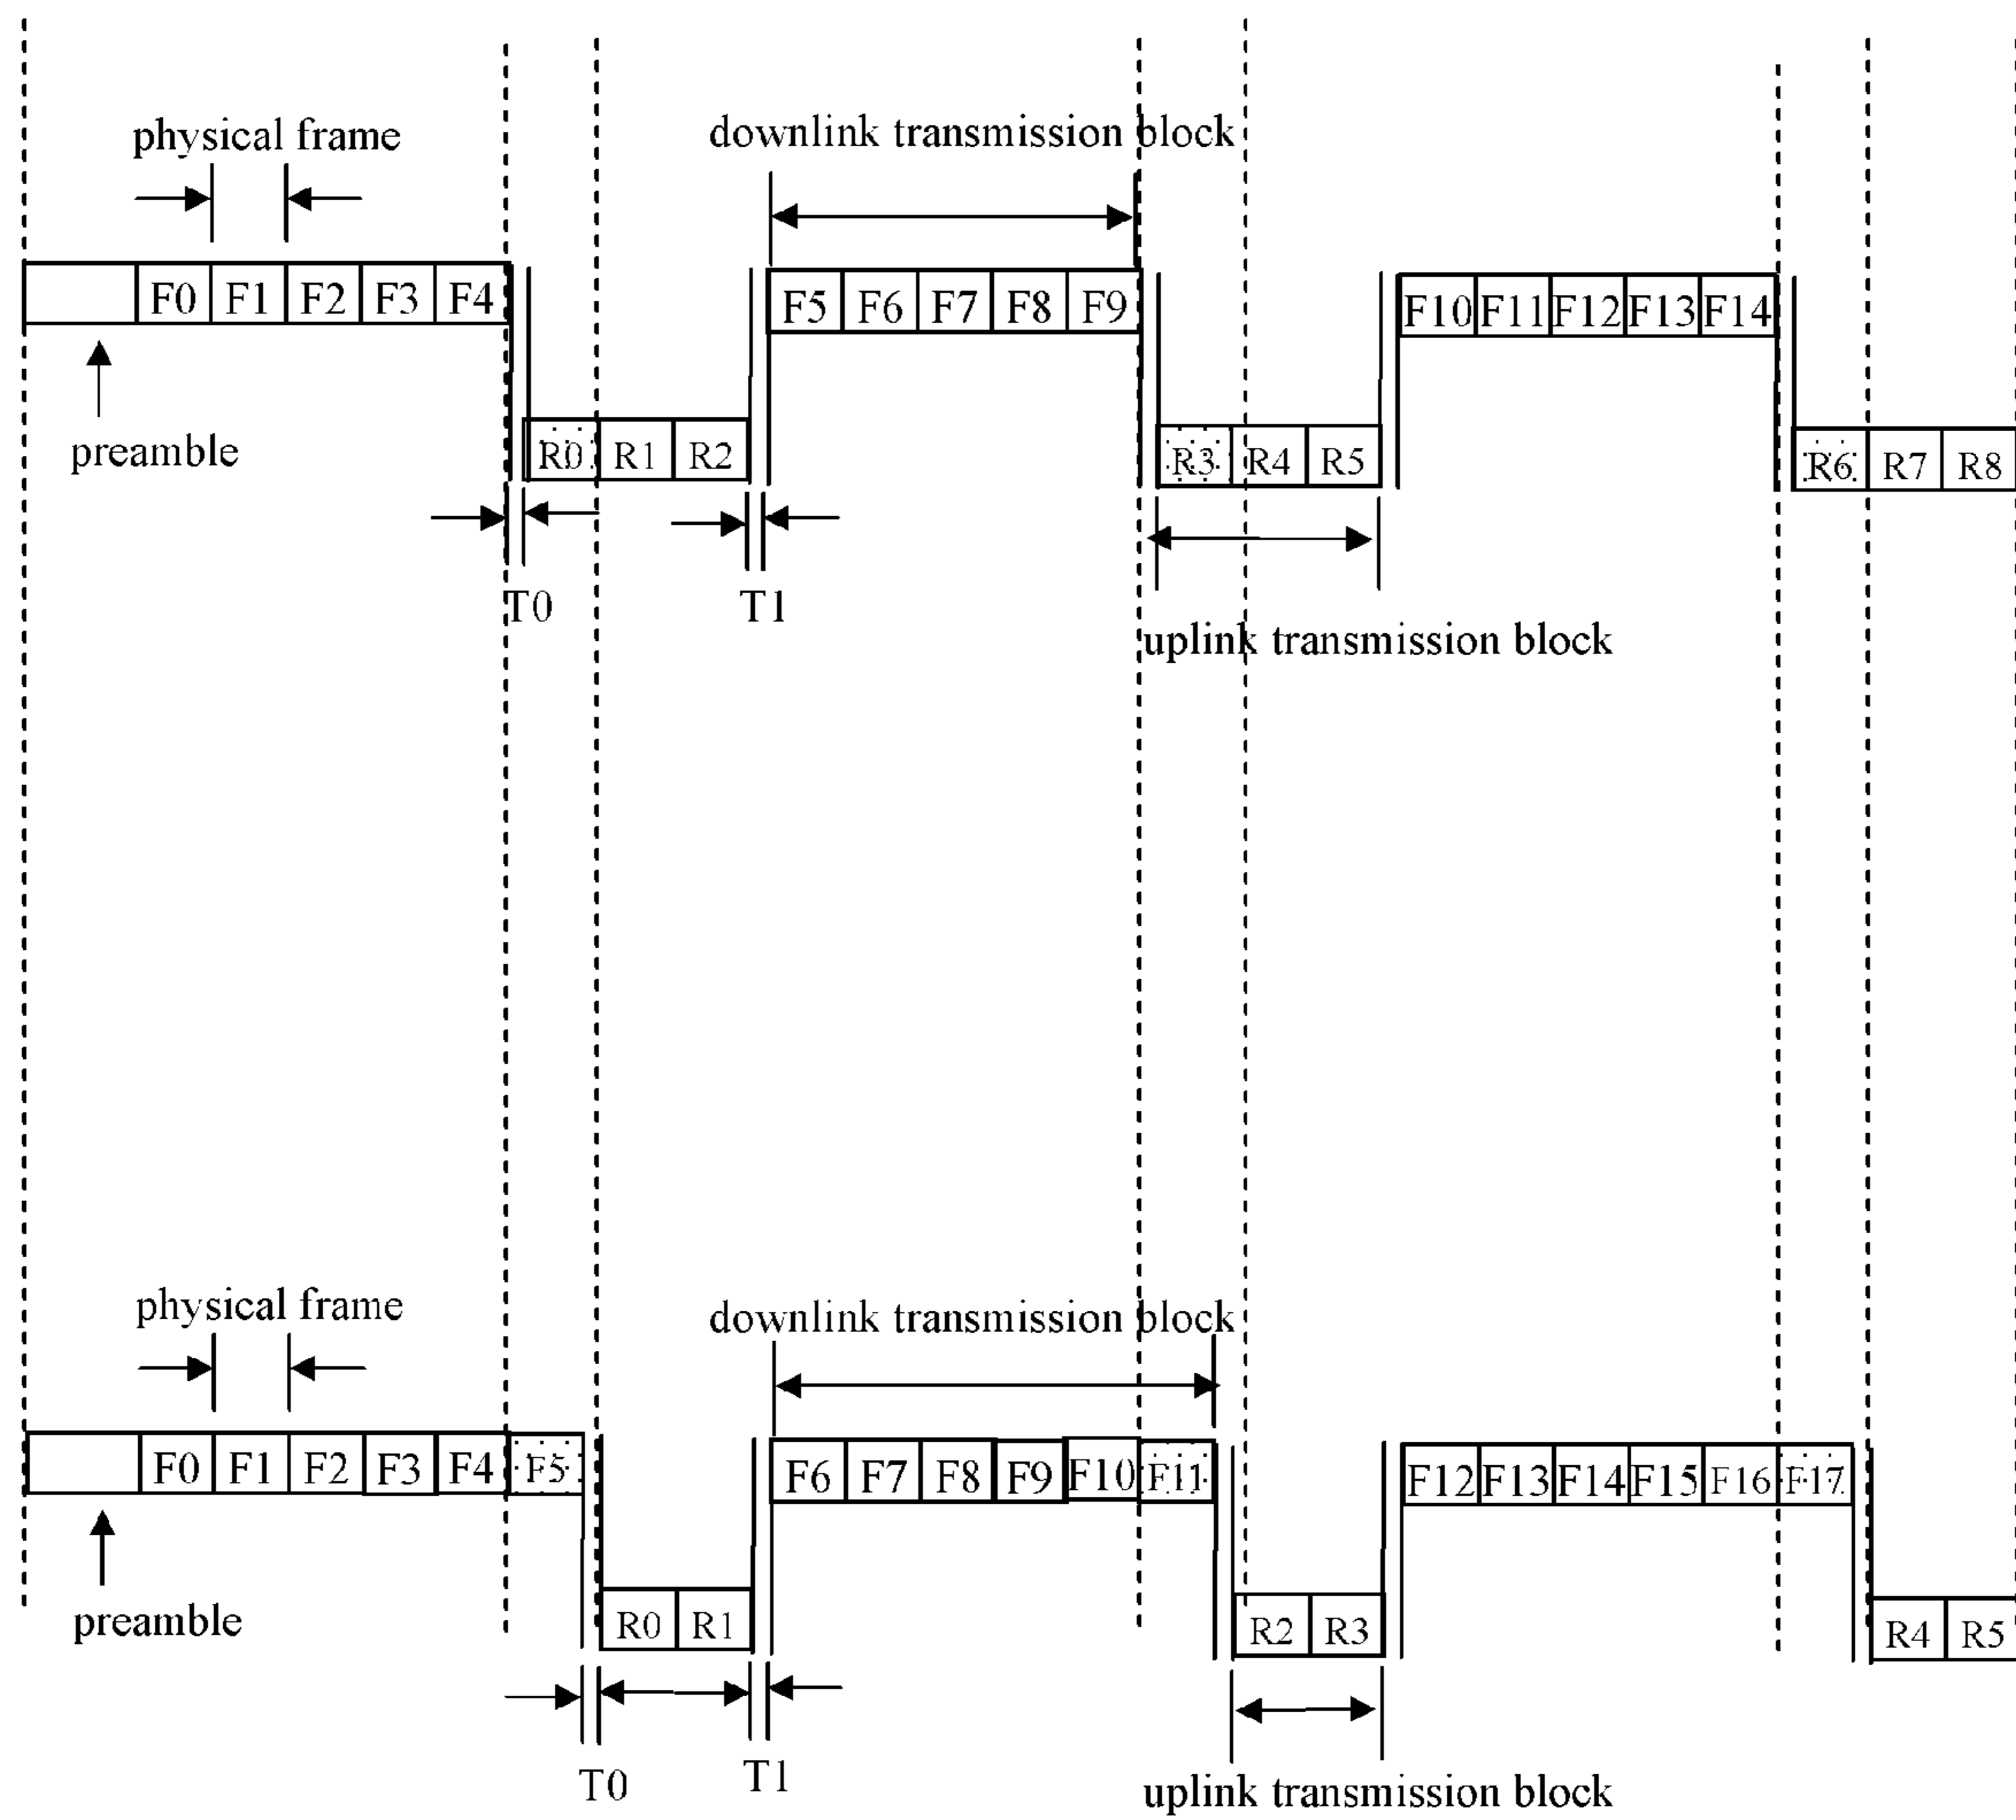 physical frame
downlink transmission block
F0 F1 F2 F3 F4
F5 F6 F7 F8 F9
F10 F11 F12 F13 F14
preamble
R0 R1 R2
R3 R4 R5
R6 R7 R8
T0
T1
uplink transmission block
physical frame
downlink transmission block
F0 F1 F2 F3 F4 F5
F6 F7 F8 F9 F10 F11
F12 F13 F14 F15 F16 F17
preamble
R0 R1
R2 R3
R4 R5
T0
T1
uplink transmission block